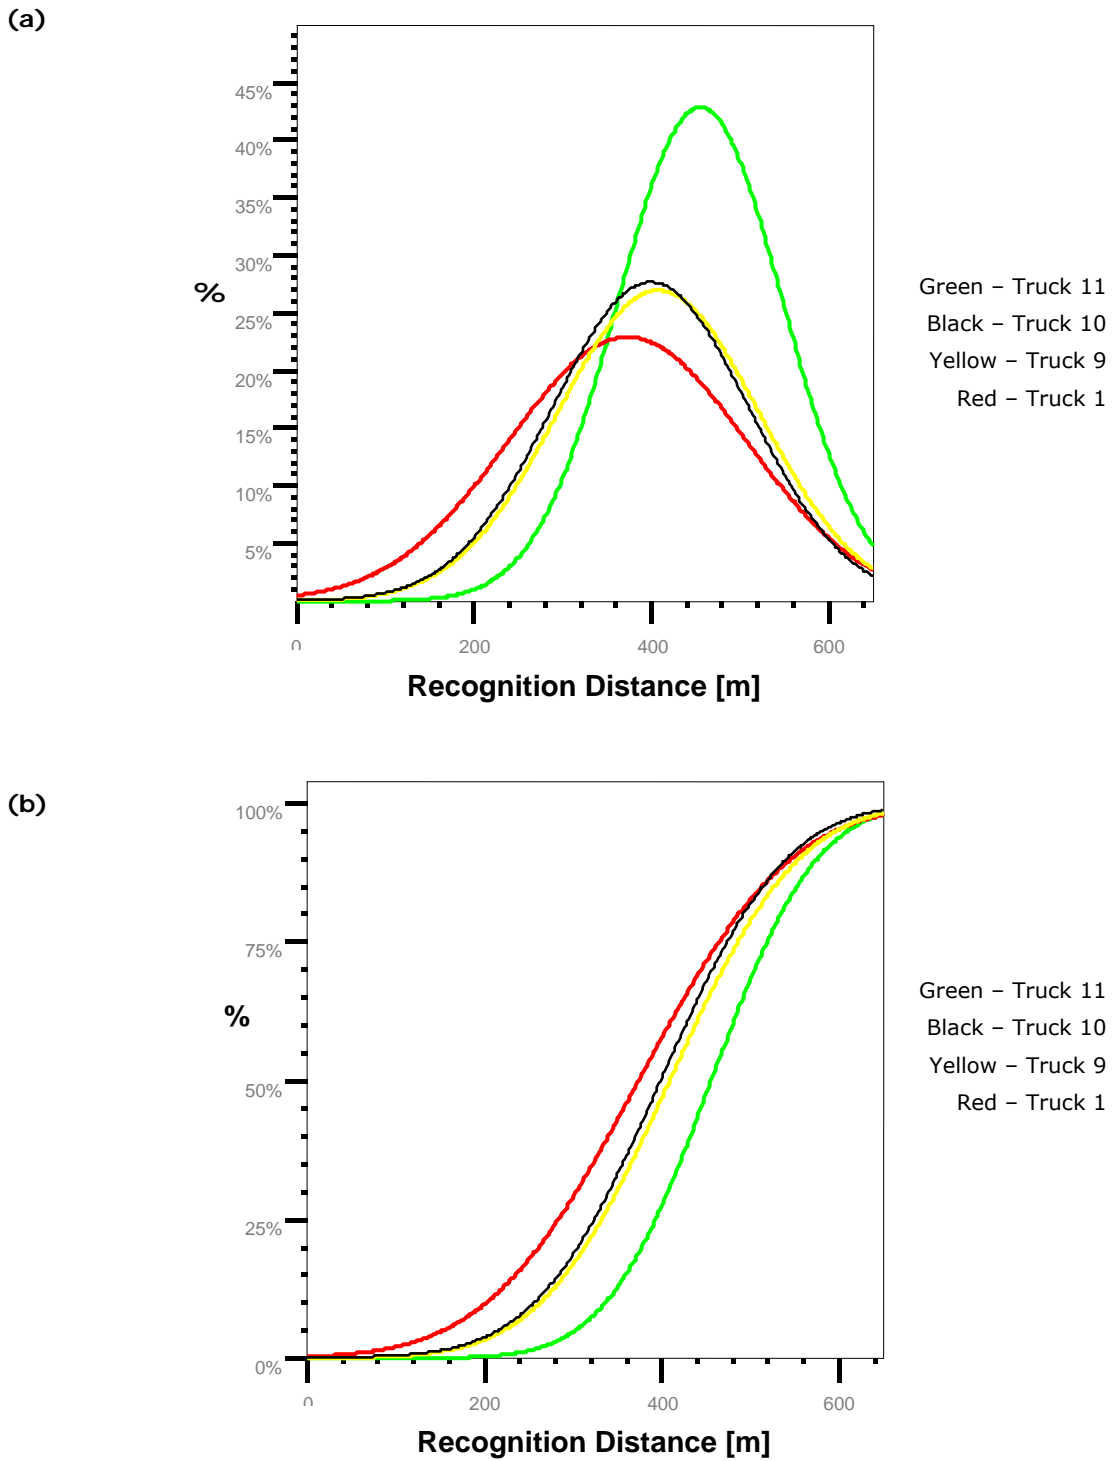 (a)
45%
40%
35%
30%
%
25%
20%
15%
10%
5%
0
200
400
600
Recognition Distance [m]
Green – Truck 11
Black – Truck 10
Yellow – Truck 9
Red – Truck 1
(b)
100%
75%
%
50%
25%
0%
0
200
400
600
Recognition Distance [m]
Green – Truck 11
Black – Truck 10
Yellow – Truck 9
Red – Truck 1